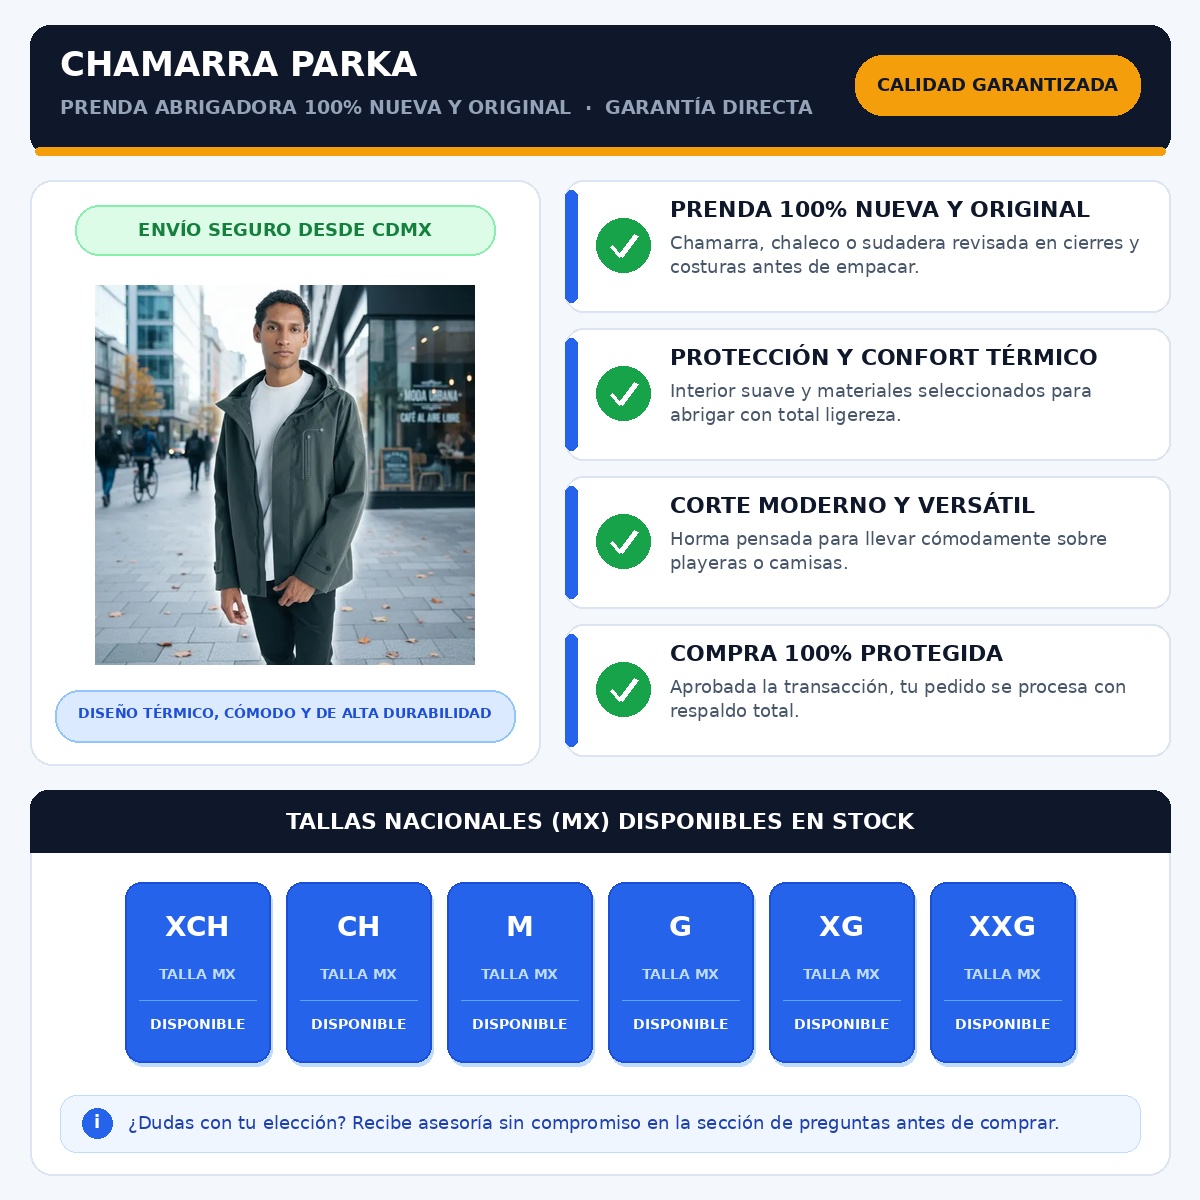 CHAMARRA PARKA
PRENDA ABRIGADORA 100% NUEVA Y ORIGINAL · GARANTÍA DIRECTA
CALIDAD GARANTIZADA
ENVÍO SEGURO DESDE CDMX
MODA URBANA
CAFÉ AL AIRE LIBRE
DISEÑO TÉRMICO, CÓMODO Y DE ALTA DURABILIDAD
PRENDA 100% NUEVA Y ORIGINAL
Chamarra, chaleco o sudadera revisada en cierres y
costuras antes de empacar.
PROTECCIÓN Y CONFORT TÉRMICO
Interior suave y materiales seleccionados para
abrigar con total ligereza.
CORTE MODERNO Y VERSÁTIL
Horma pensada para llevar cómodamente sobre
playeras o camisas.
COMPRA 100% PROTEGIDA
Aprobada la transacción, tu pedido se procesa con
respaldo total.
TALLAS NACIONALES (MX) DISPONIBLES EN STOCK
XCH CH M G XG XXG
TALLA MX TALLA MX TALLA MX TALLA MX TALLA MX TALLA MX
DISPONIBLE DISPONIBLE DISPONIBLE DISPONIBLE DISPONIBLE DISPONIBLE
i ¿Dudas con tu elección? Recibe asesoría sin compromiso en la sección de preguntas antes de comprar.